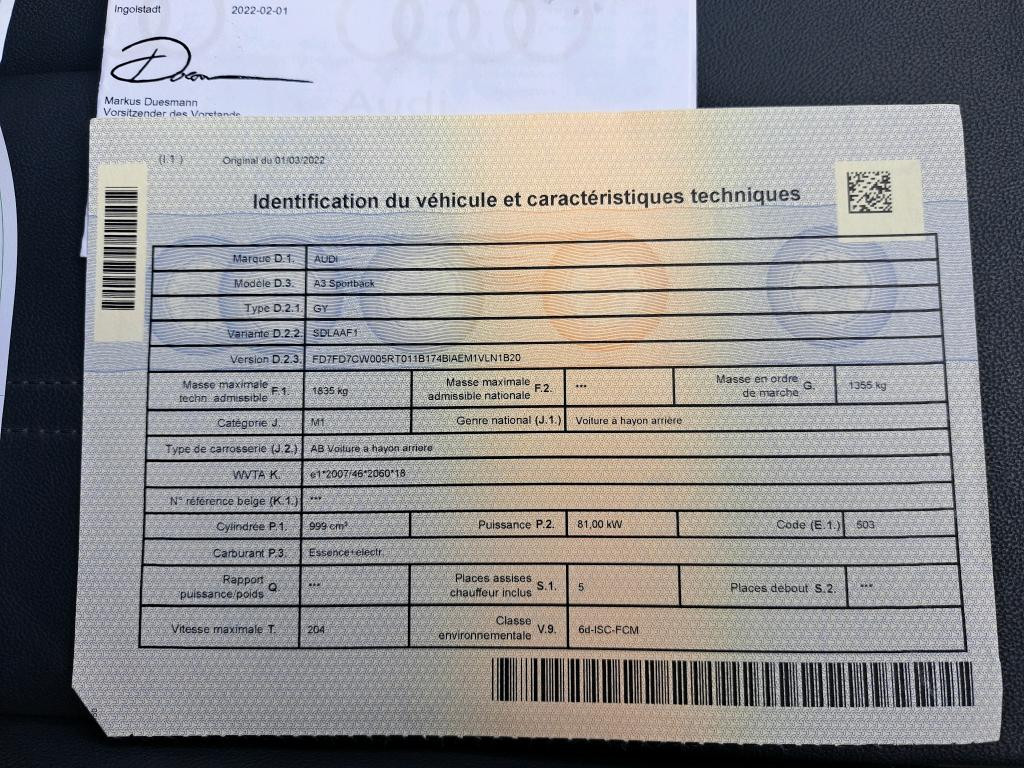 Ingolstadt 2022-02-01
Markus Duesmann
Vorsitzender des Vorstands
Audi
(I.1.) Original du 01/03/2022
Identification du véhicule et caractéristiques techniques
Marque D.1. AUDI
Modèle D.3. A3 Sportback
Type D.2.1 GY
Variante D.2.2 SDLAAF1
Version D.2.3. FD7FD7CW005RT011B174BIAEM1VLN1B20
Masse maximale techn. admissible F.1. 1835 kg Masse maximale admissible nationale F.2. *** Masse en ordre de marche G. 1355 kg
Catégorie J. M1 Genre national (J.1.) Voiture à hayon arrière
Type de carrosserie (J.2.) AB Voiture à hayon arrière
WVTA K. e1*2007/46*2060*18
N° référence belge (K.1.) ***
Cylindrée P.1. 999 cm³ Puissance P.2. 81,00 kW Code (E.1.) 503
Carburant P.3. Essence+electr.
Rapport puissance/poids Q. *** Places assises chauffeur inclus S.1. 5 Places debout S.2. ***
Vitesse maximale T. 204 Classe environnementale V.9. 6d-ISC-FCM